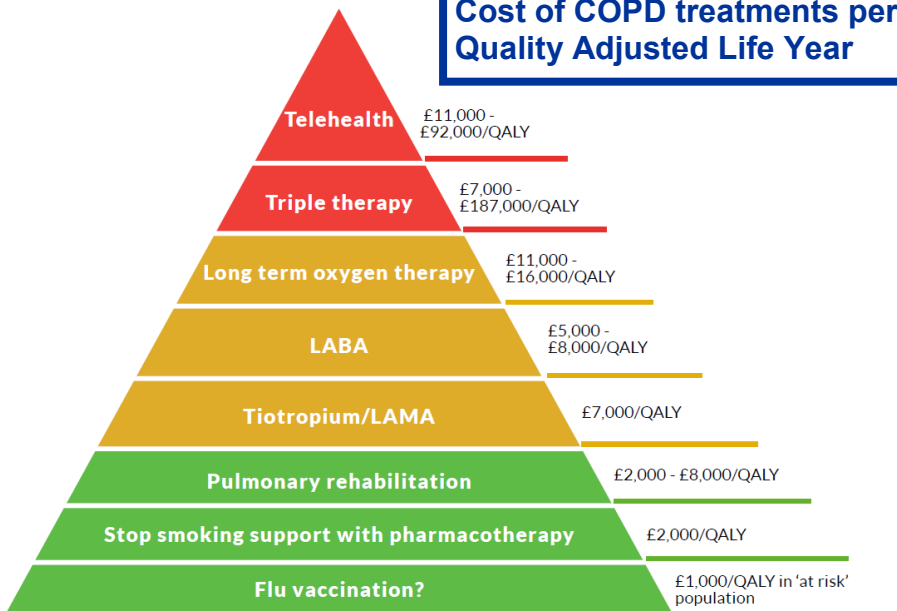 Cost of COPD treatments per
Quality Adjusted Life Year
Telehealth
£11,000 -
£92,000/QALY
Triple therapy
£7,000 -
£187,000/QALY
Long term oxygen therapy
£11,000 -
£16,000/QALY
LABA
£5,000 -
£8,000/QALY
Tiotropium/LAMA
£7,000/QALY
Pulmonary rehabilitation
£2,000 - £8,000/QALY
Stop smoking support with pharmacotherapy
£2,000/QALY
Flu vaccination?
£1,000/QALY in ‘at risk’
population